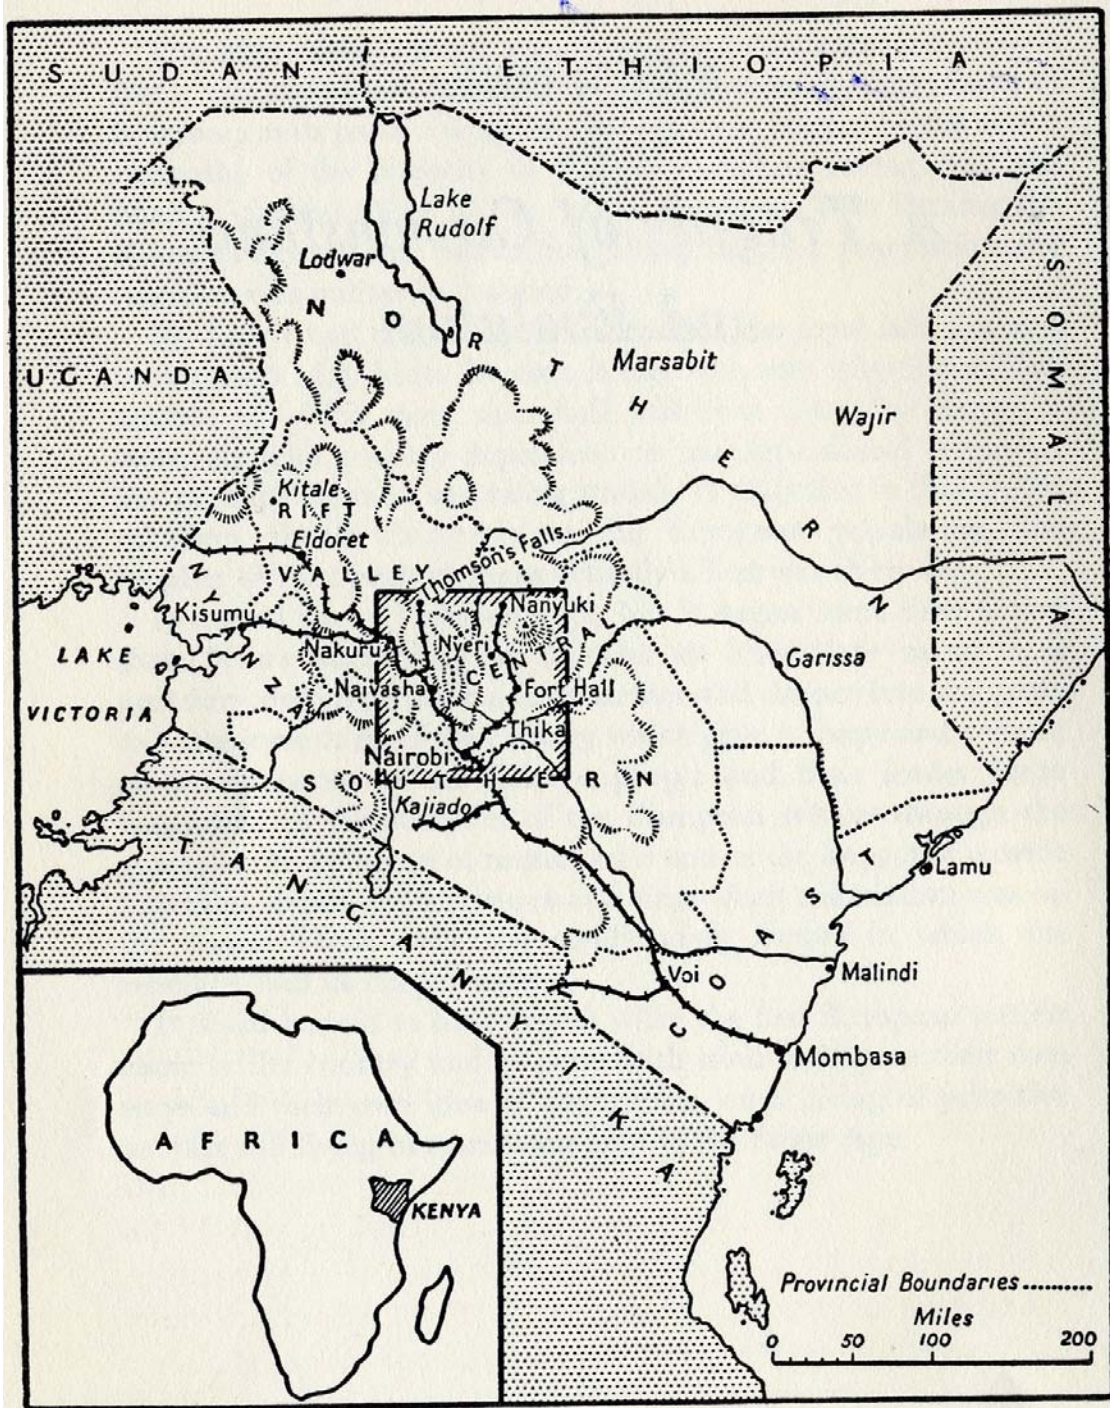 SUDAN
ETHIOPIA
Lake
Rudolf
Lodwar
SOMALIA
NORTHERN
UGANDA
Marsabit
Wajir
Kitale
RIFT
Eldoret
VALLEY
Thomson's Falls
NYANZA
Kisumu
Nanyuki
CENTRAL
LAKE
VICTORIA
Nakuru
Nyeri
Garissa
Naivasha
Fort Hall
Thika
Nairobi
SOUTHERN
Kajiado
TANGANYIKA
Lamu
COAST
Voi
Malindi
Mombasa
AFRICA
KENYA
Provincial Boundaries..........
Miles
0 50 100 200